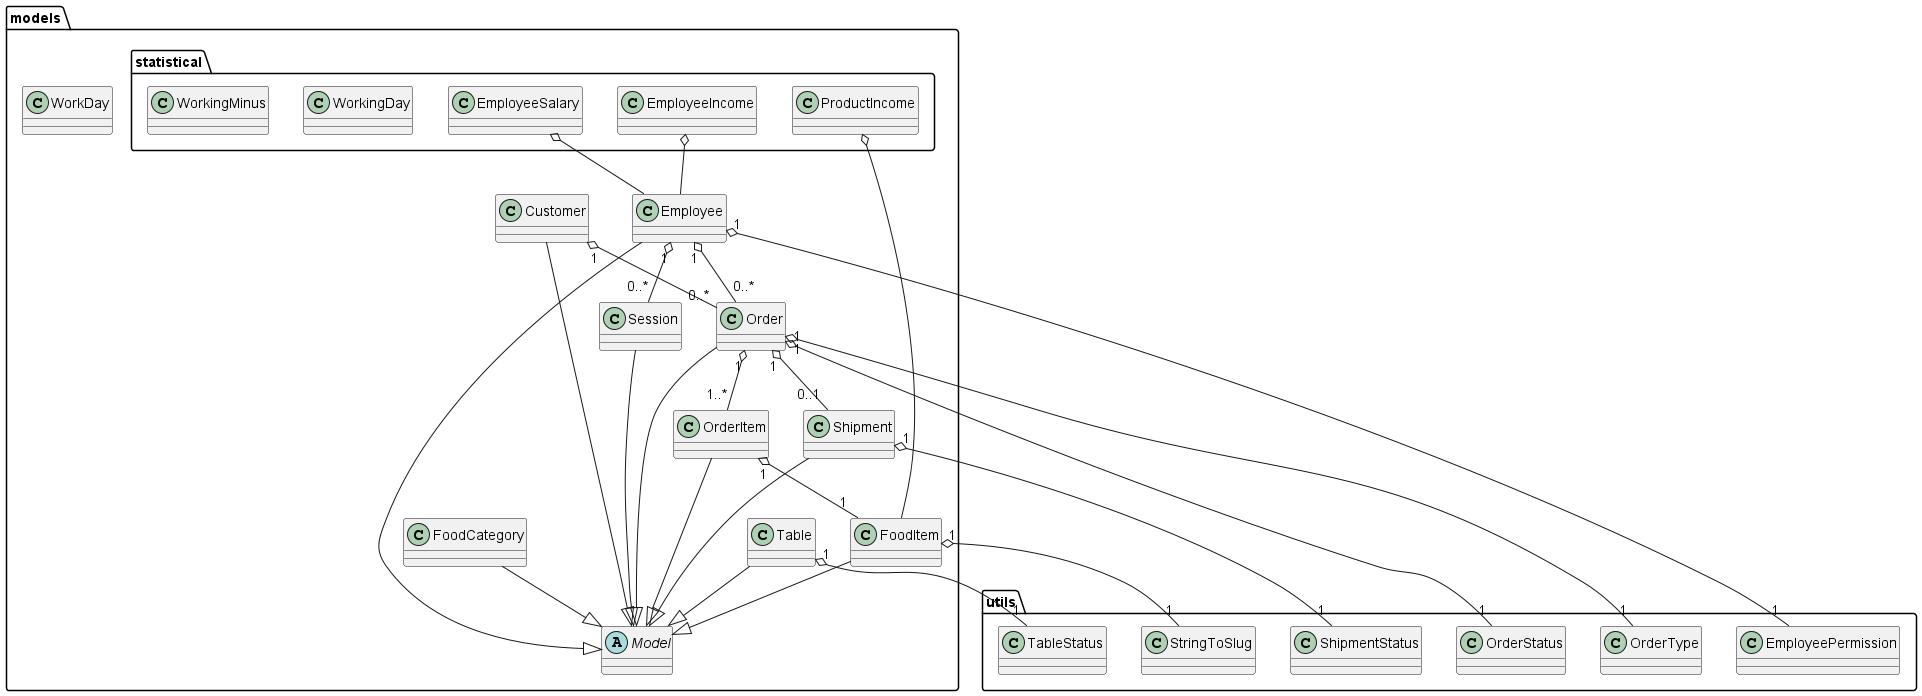 models
statistical
C WorkDay
C WorkingMinus
C WorkingDay
C EmployeeSalary
C EmployeeIncome
C ProductIncome
C Customer
C Employee
1
1
1
1
0..*
0..*
0..*
C Session
C Order
1
1
1
1
1..*
0..1
C OrderItem
C Shipment
1
1
1
C FoodCategory
C Table
C FoodItem
1
1
utils
1
1
1
1
1
1
A Model
C TableStatus
C StringToSlug
C ShipmentStatus
C OrderStatus
C OrderType
C EmployeePermission